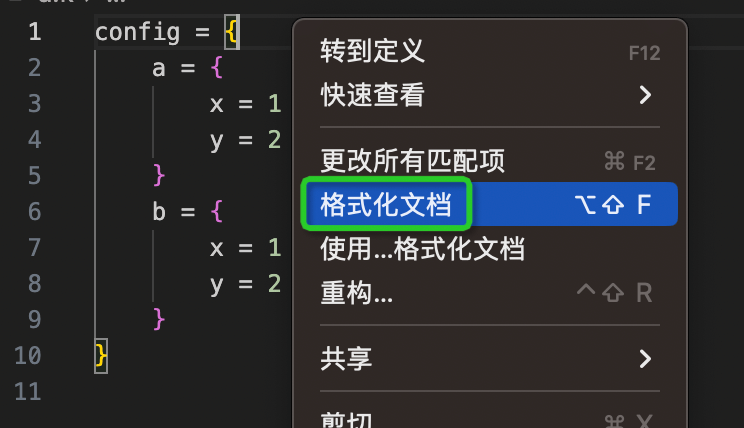 1 config = {
2 a = {
3 x = 1
4 y = 2
5 }
6 b = {
7 x = 1
8 y = 2
9 }
10 }
11
转到定义 F12
快速查看
更改所有匹配项 ⌘ F2
格式化文档 ⌥⇧ F
使用...格式化文档
重构... ^⇧ R
共享
剪切 ⌘ X